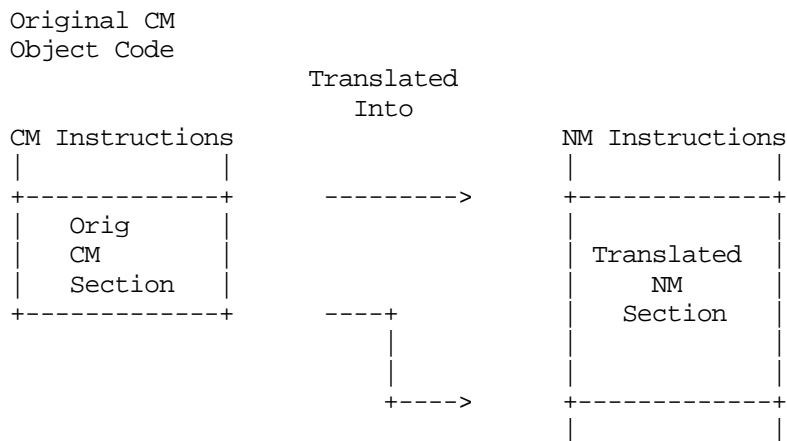 Original CM
Object Code
Translated
Into
CM Instructions NM Instructions
Orig
CM Translated
Section NM
Section